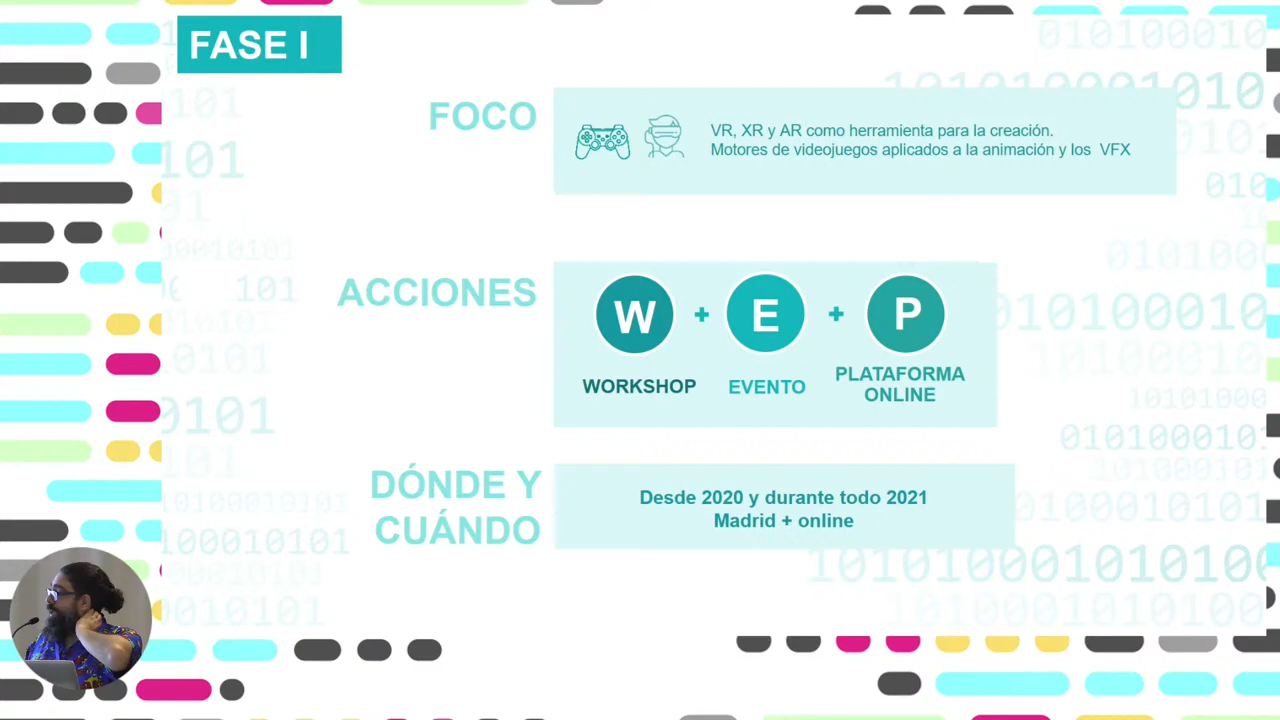 FASE I
FOCO
VR, XR y AR como herramienta para la creación.
Motores de videojuegos aplicados a la animación y los VFX
ACCIONES
W + E + P
WORKSHOP
EVENTO
PLATAFORMA
ONLINE
DÓNDE Y
CUÁNDO
Desde 2020 y durante todo 2021
Madrid + online